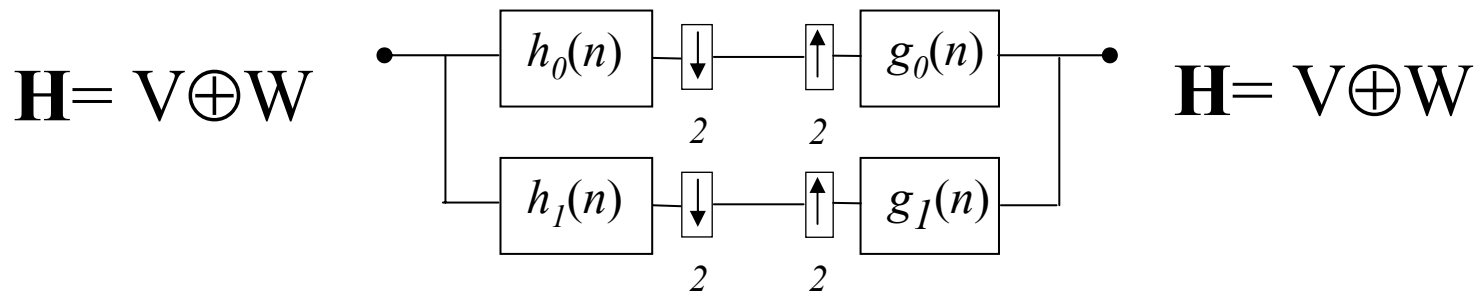 H= V⊕W
h₀(n)
2
2
g₀(n)
h₁(n)
2
2
g₁(n)
H= V⊕W